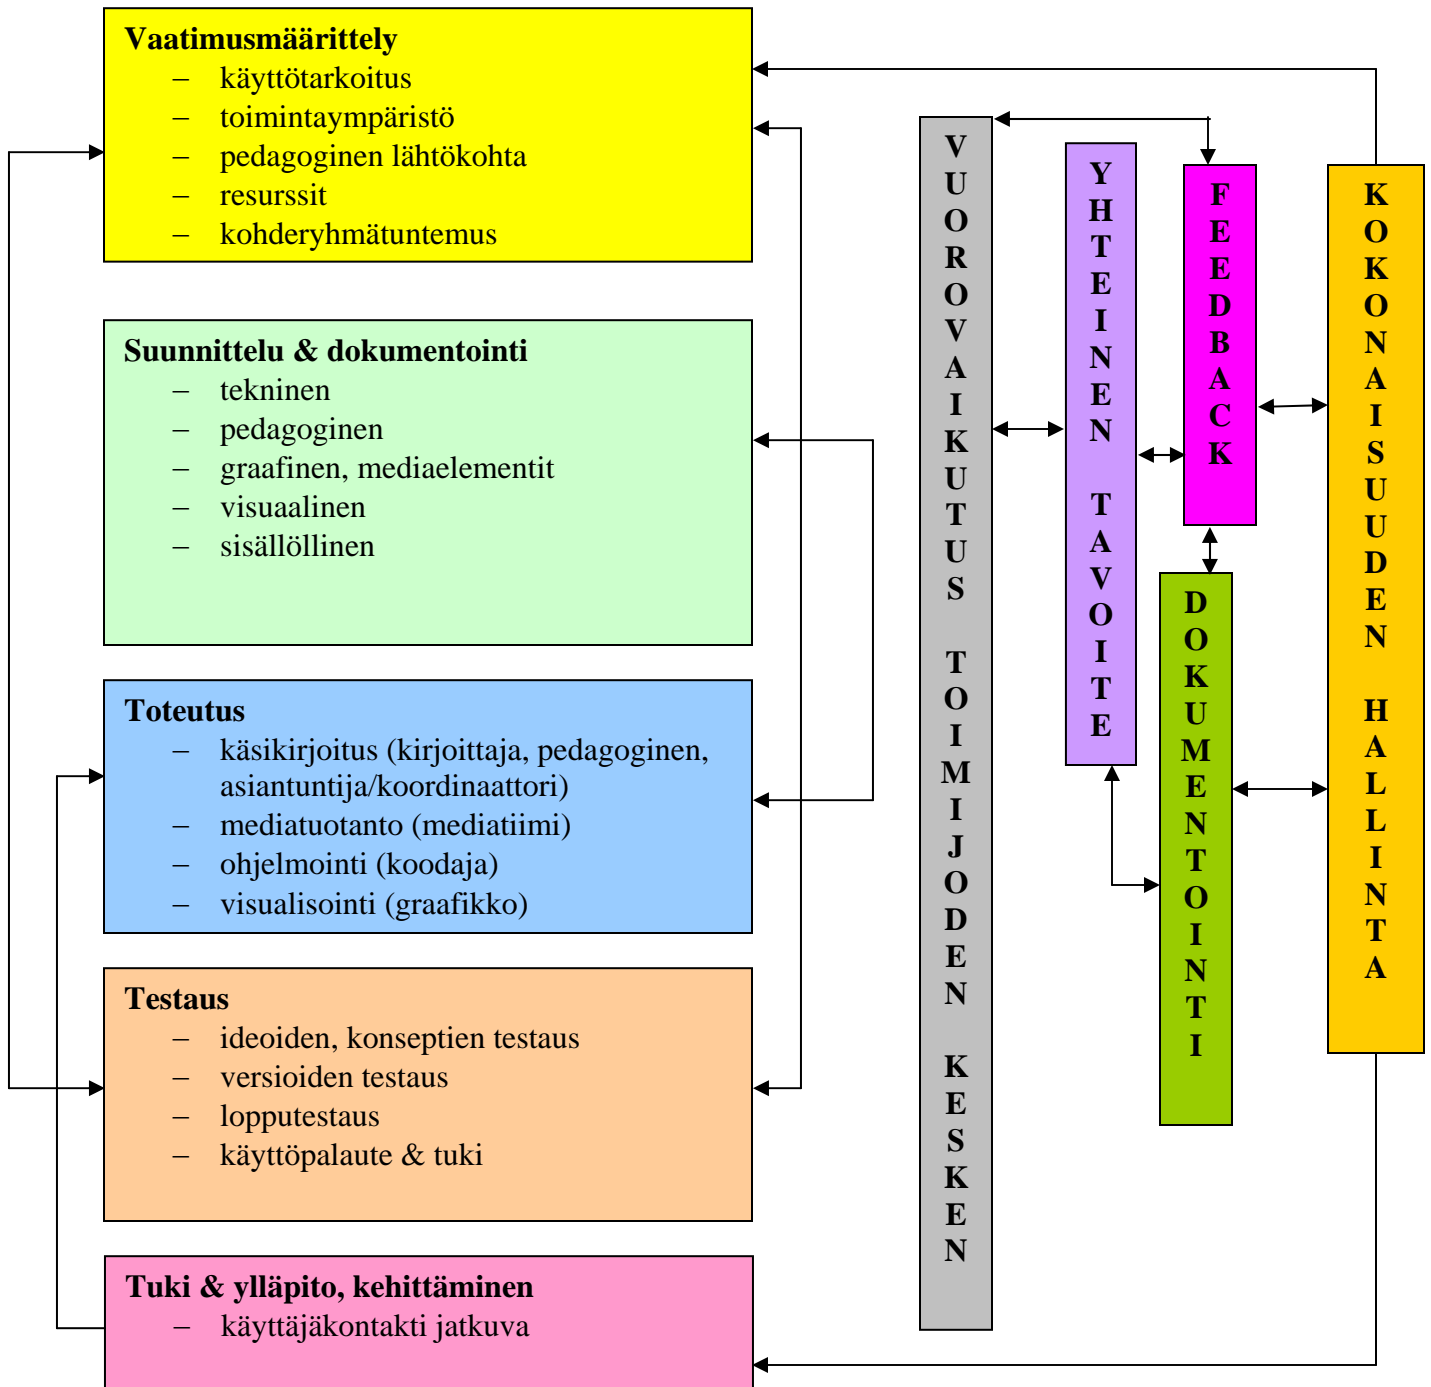 Vaatimusmäärittely
– käyttötarkoitus
– toimintaympäristö
– pedagoginen lähtökohta
– resurssit
– kohderyhmätuntemus
Suunnittelu & dokumentointi
– tekninen
– pedagoginen
– graafinen, mediaelementit
– visuaalinen
– sisällöllinen
Toteutus
– käsikirjoitus (kirjoittaja, pedagoginen,
asiantuntija/koordinaattori)
– mediatuotanto (mediatiimi)
– ohjelmointi (koodaja)
– visualisointi (graafikko)
Testaus
– ideoiden, konseptien testaus
– versioiden testaus
– lopputestaus
– käyttöpalaute & tuki
Tuki & ylläpito, kehittäminen
– käyttäjäkontakti jatkuva
VUOROVAIKUTUS TOIMIJODEN KESKEN
YHTEINEN TAVOITE
FEEDBACK
DOKUMENTOINTI
KOKONAISUUDEN HALLINTA